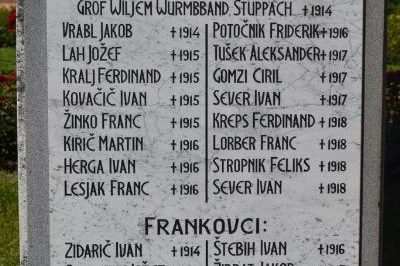 GROF WILJEM WURMBBAND, STUPPACH.. +1914
VRABL JAKOB +1914 POTOČNIK FRIDERIK +1916
LAH JOŽEF +1915 TUŠEK ALEKSANDER +1917
KRALJ FERDINAND +1915 GOMZI CIRIL +1917
KOVAČIČ IVAN +1915 SEVER IVAN +1917
ŽINKO FRANC +1915 KREPS FERDINAND +1918
KIRIČ MARTIN +1916 LORBER FRANC +1918
HERGA IVAN +1916 STROPNIK FELIKS +1918
LESJAK FRANC +1916 SEVER IVAN +1918
FRANKOVCI:
ZIDARIČ IVAN +1914 ŠTEBIH IVAN +1916